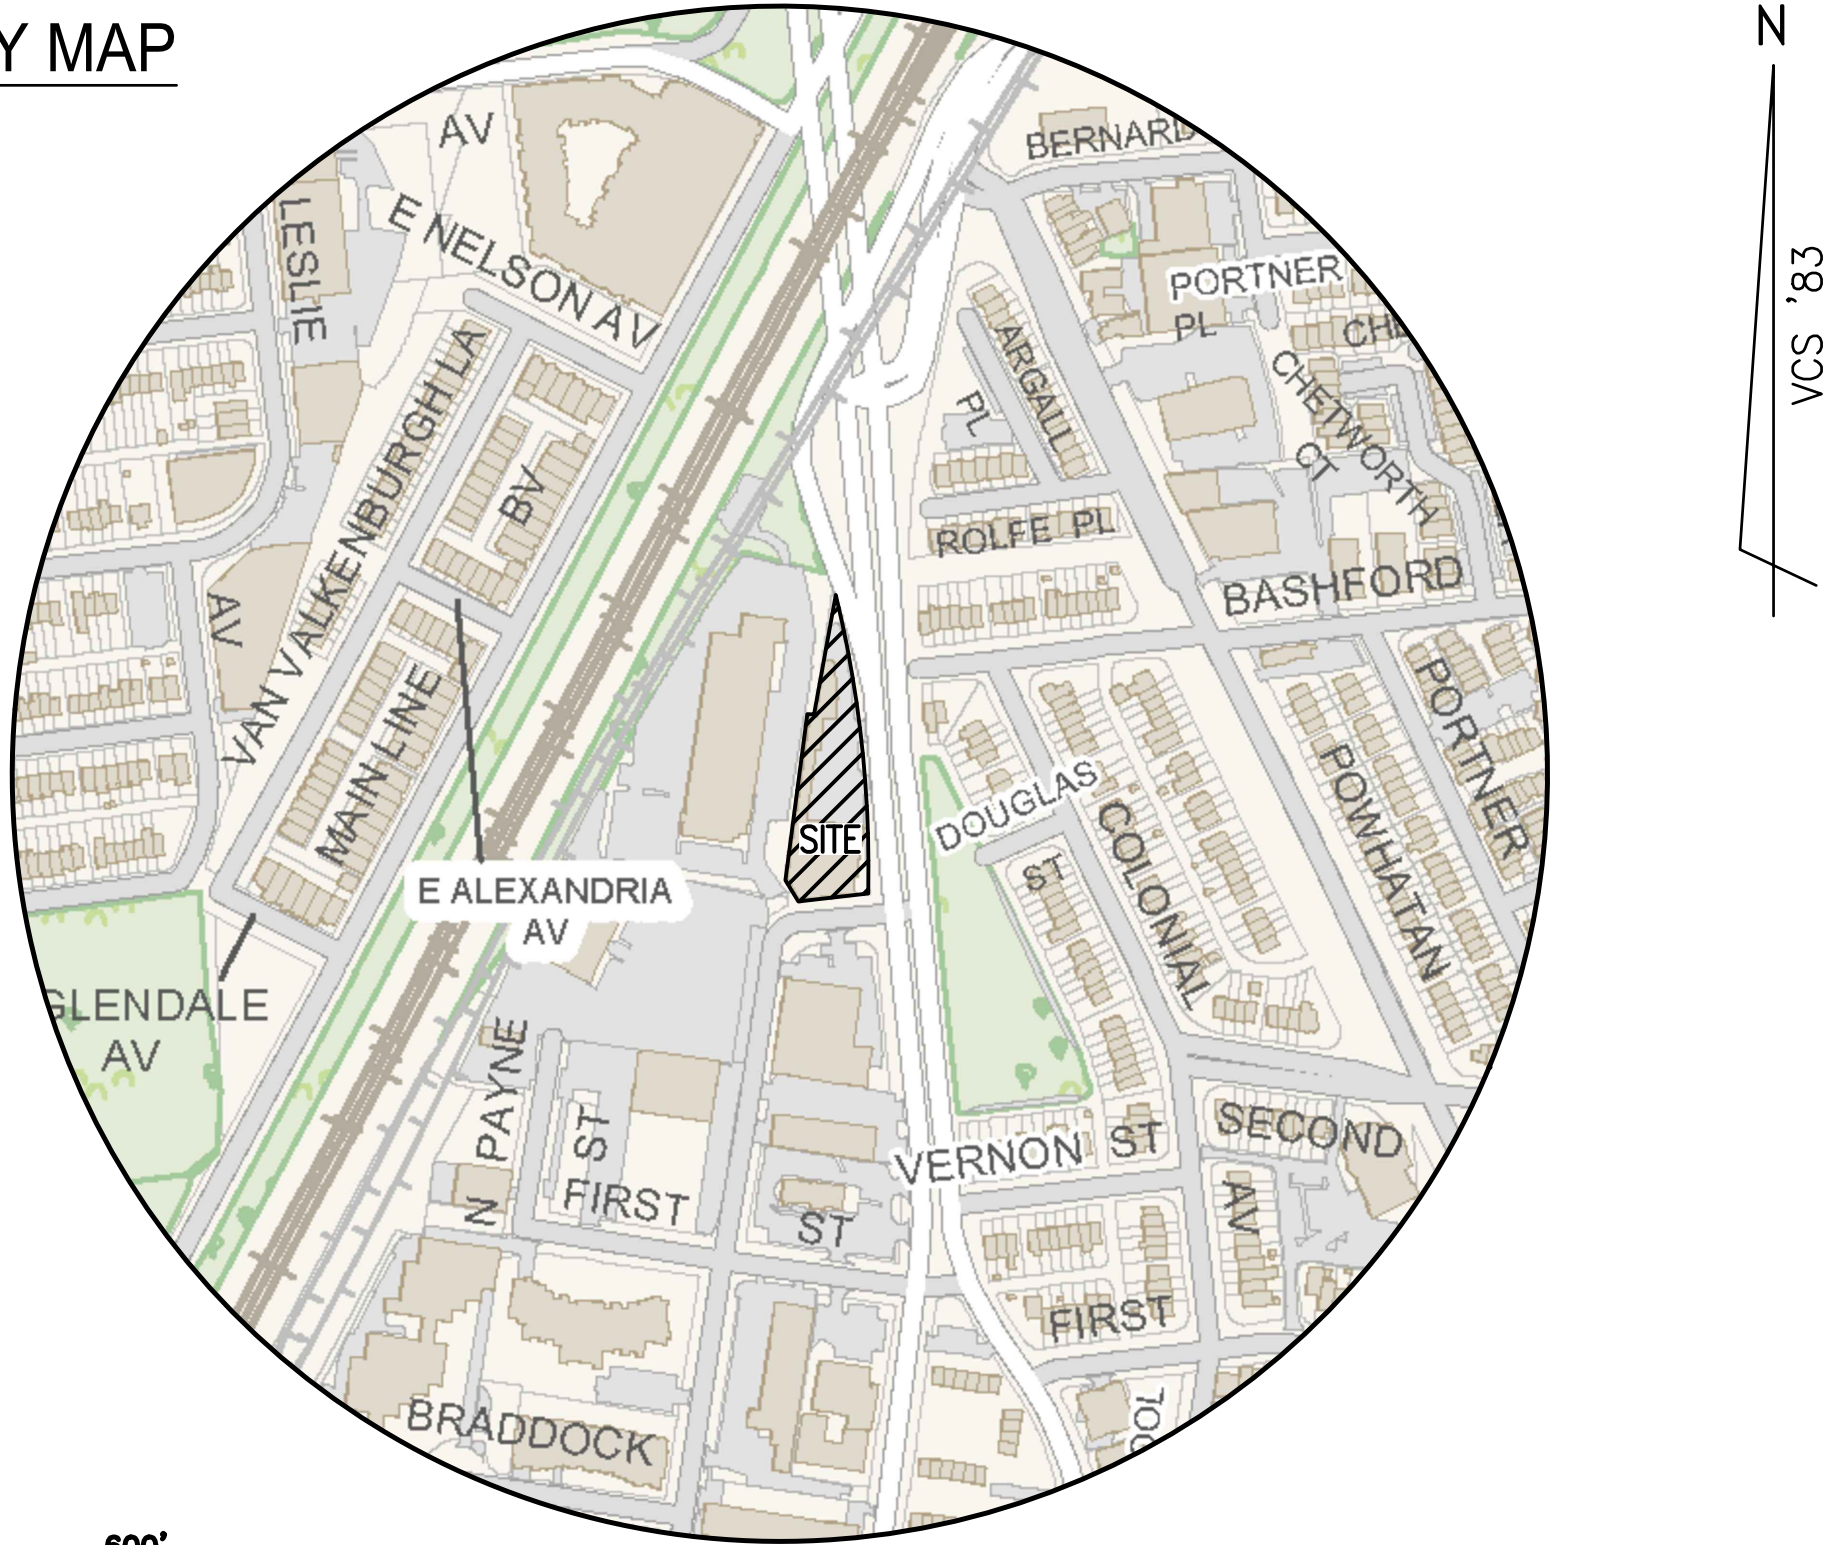 Y MAP
N
VCS '83
BERNARD
AV
E NELSON AV
LESLIE
PORTNER
PL
ARGALL
PL
CHETWORTH
CT
VAN VALKENBURGH LA
BV
ROLFE PL
BASHFORD
AV
MAIN LINE
PORTNER
POWHATAN
DOUGLAS
ST
COLONIAL
SITE
E ALEXANDRIA
AV
GLENDALE
AV
N PAYNE
ST
FIRST
ST
VERNON ST
SECOND
AV
FIRST
BRADDOCK
600'